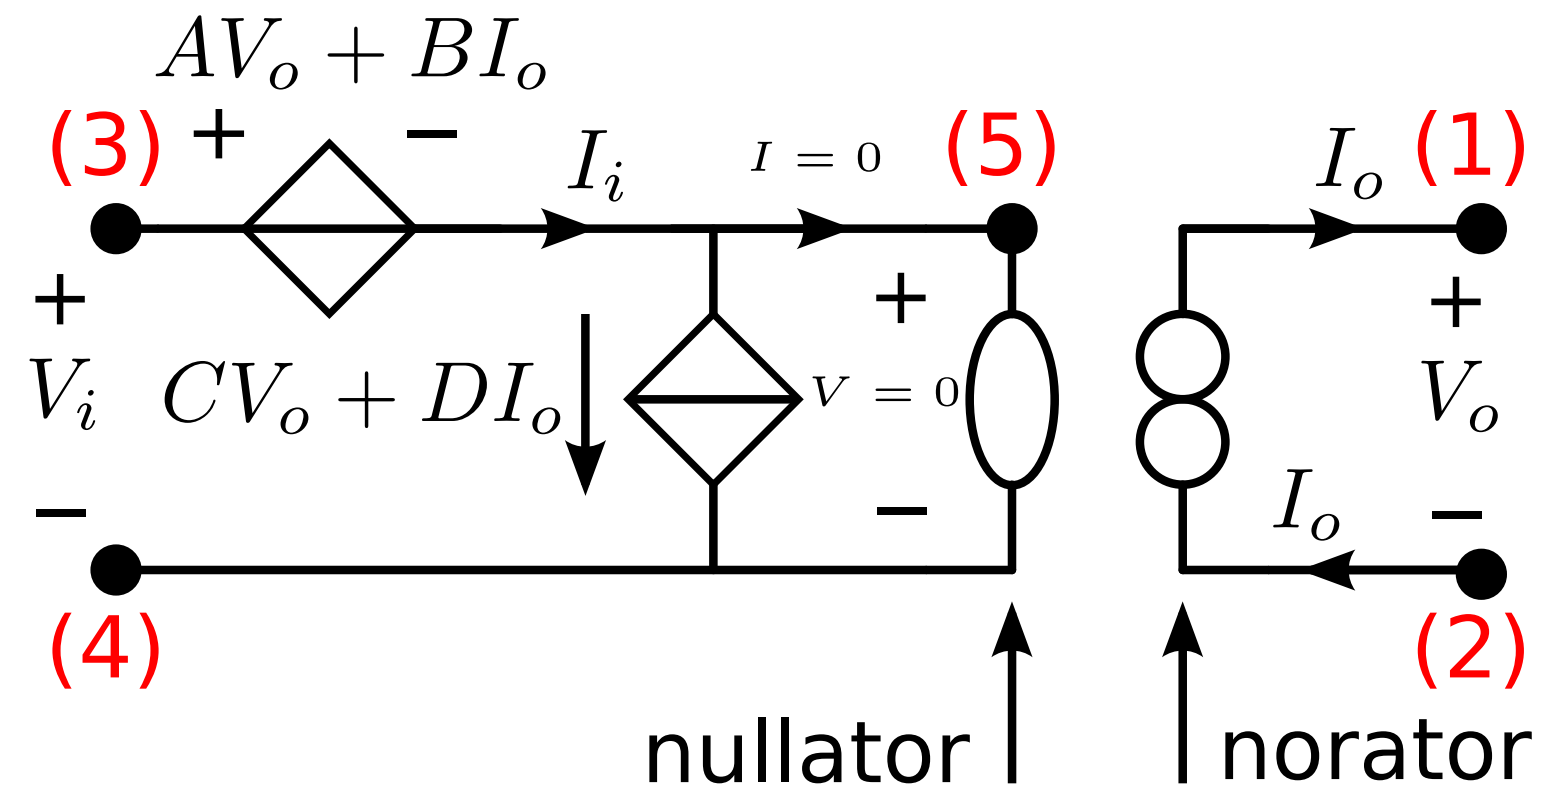 AV_o + BI_o
(3)
+
−
I_i
I = 0
(5)
I_o
(1)
+
V_i
−
CV_o + DI_o
+
V = 0
−
+
V_o
−
I_o
(4)
(2)
nullator
norator